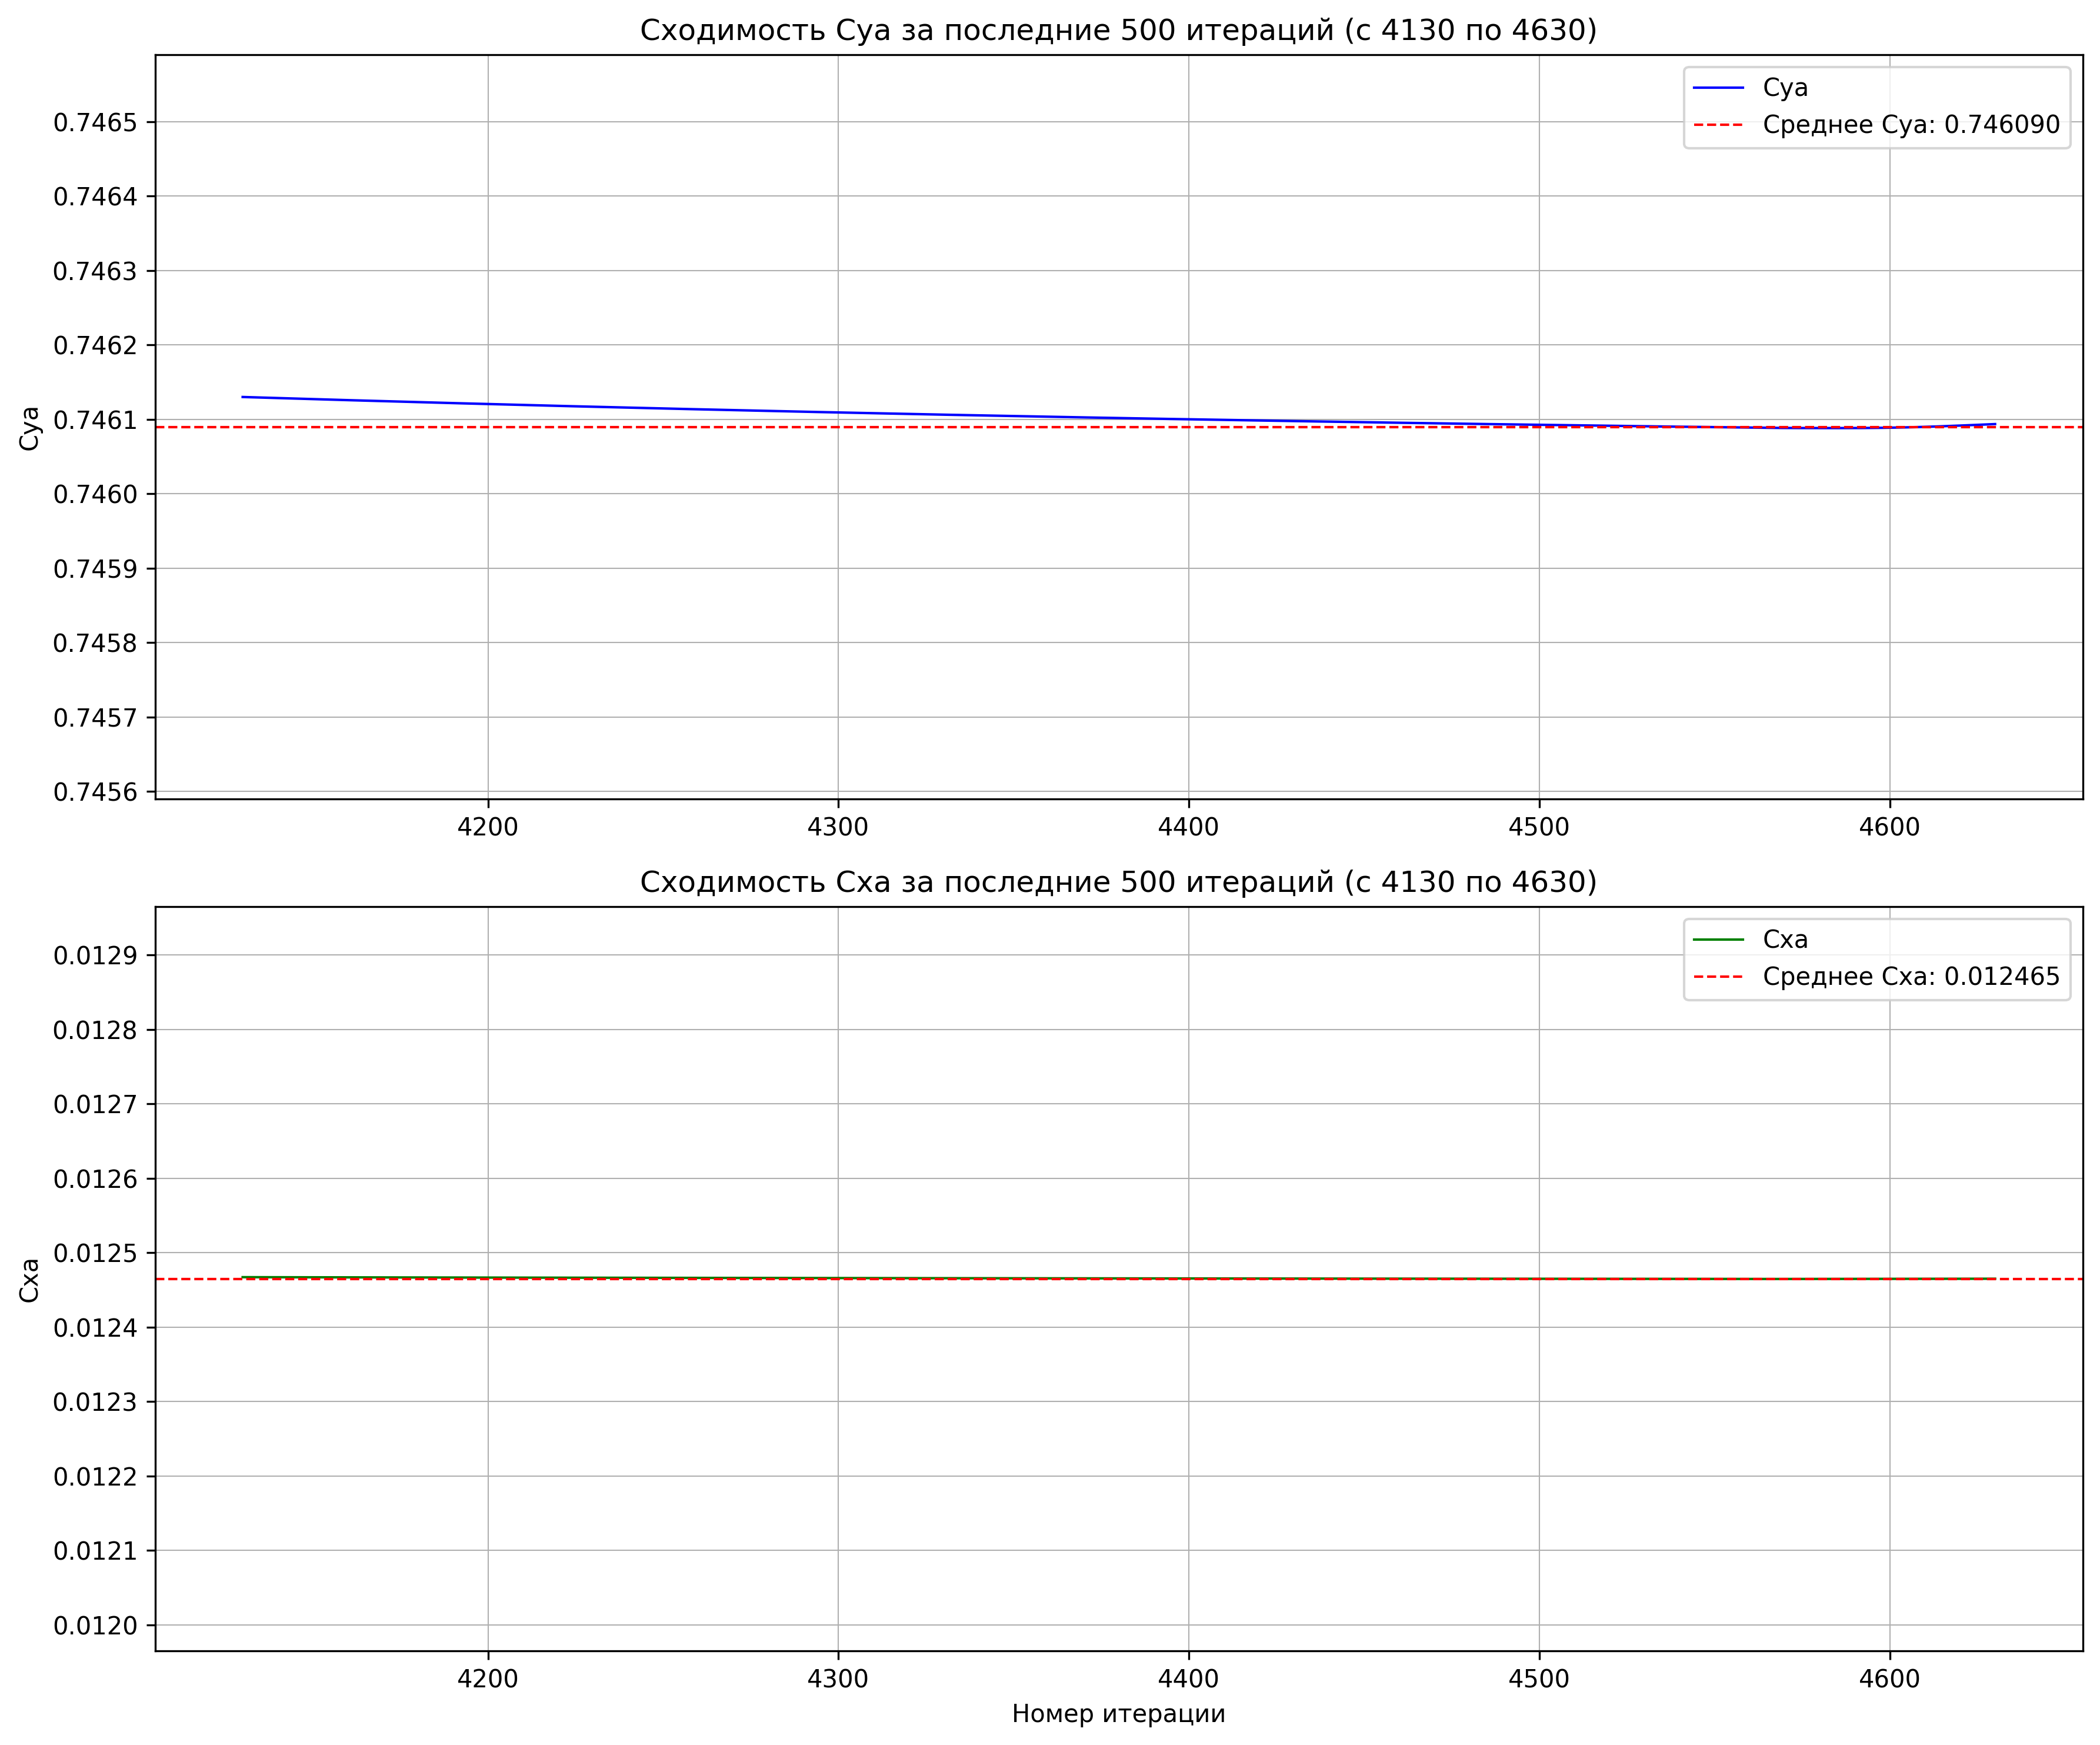 Сходимость Cya за последние 500 итераций (с 4130 по 4630)
Cya
Среднее Cya: 0.746090
0.7465
0.7464
0.7463
0.7462
0.7461
0.7460
0.7459
0.7458
0.7457
0.7456
Cya
4200 4300 4400 4500 4600
Сходимость Cxa за последние 500 итераций (с 4130 по 4630)
Cxa
Среднее Cxa: 0.012465
0.0129
0.0128
0.0127
0.0126
0.0125
0.0124
0.0123
0.0122
0.0121
0.0120
Cxa
4200 4300 4400 4500 4600
Номер итерации